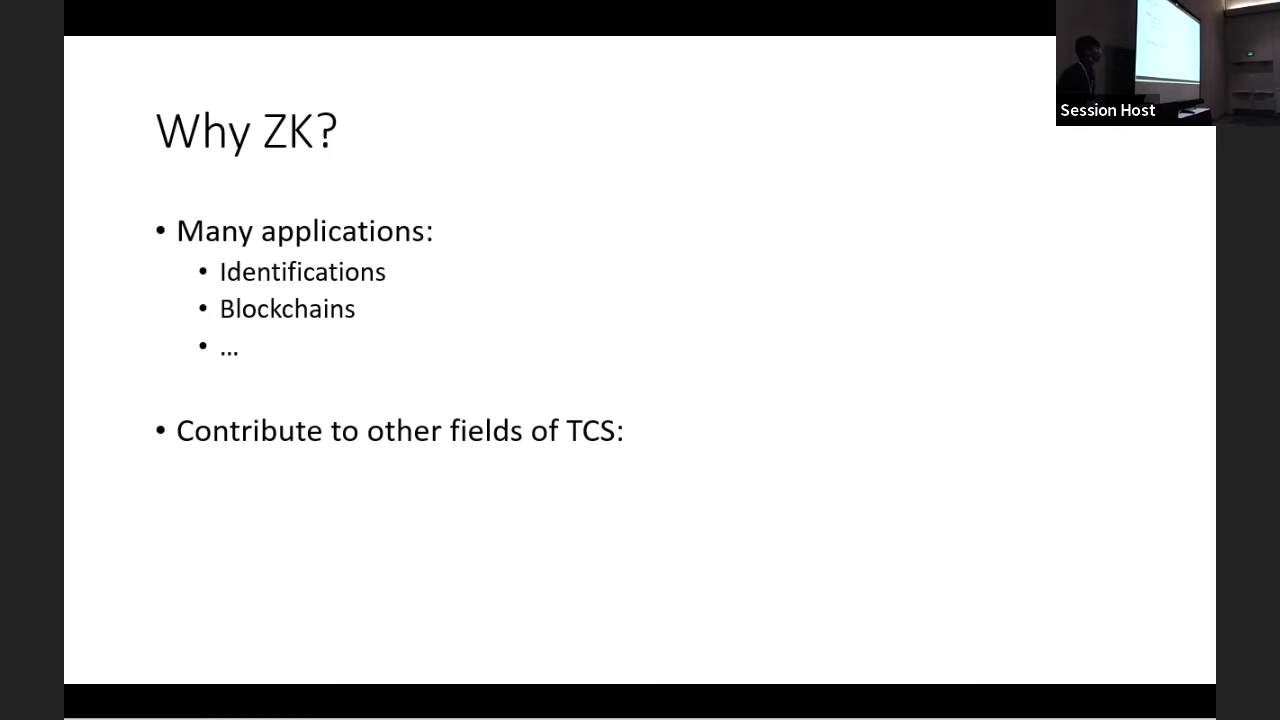 Why ZK?
Session Host
• Many applications:
• Identifications
• Blockchains
• ...
• Contribute to other fields of TCS: